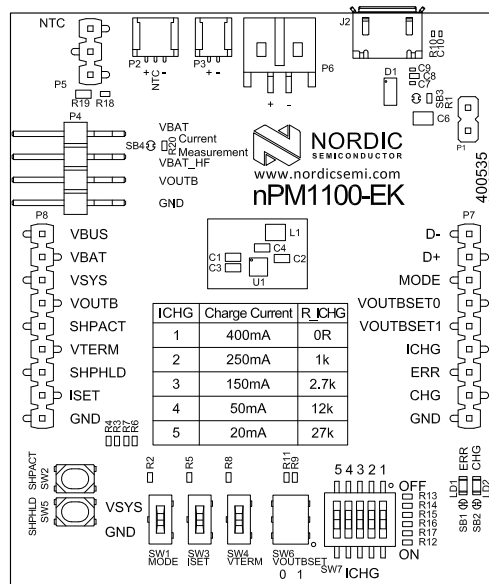 NTC
P5
R19 R18
P2
+ NTC -
P3
+ -
P6
+ -
J2
R10
C10
C9
C8
C7
D1
SB3
R1
C6
P1
400535
P4
SB4
R20
VBAT
Current
Measurement
VBAT_HF
VOUTB
GND
NORDIC
SEMICONDUCTOR
www.nordicsemi.com
nPM1100-EK
P8
VBUS
VBAT
VSYS
VOUTB
SHPACT
VTERM
SHPHLD
ISET
GND
L1
C4
C1
C3
C2
U1
P7
D-
D+
MODE
VOUTBSET0
VOUTBSET1
ICHG
ERR
CHG
GND
ICHG Charge Current R_ICHG
1 400mA 0R
2 250mA 1k
3 150mA 2.7k
4 50mA 12k
5 20mA 27k
R4 R3 R7 R6
SHPACT
SW2
SHPHLD
SW5
VSYS
GND
R2
SW1
MODE
R5
SW3
ISET
R8
SW4
VTERM
R11
R9
SW6
VOUTBSET
0 1
5 4 3 2 1
OFF
R13
R14
R15
R16
R17
R12
ON
SW7
ICHG
ERR
CHG
LD1
LD2
SB1
SB2